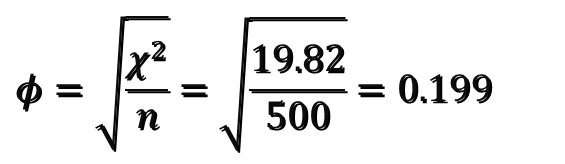 ϕ = √(χ²/n) = √(19.82/500) = 0.199